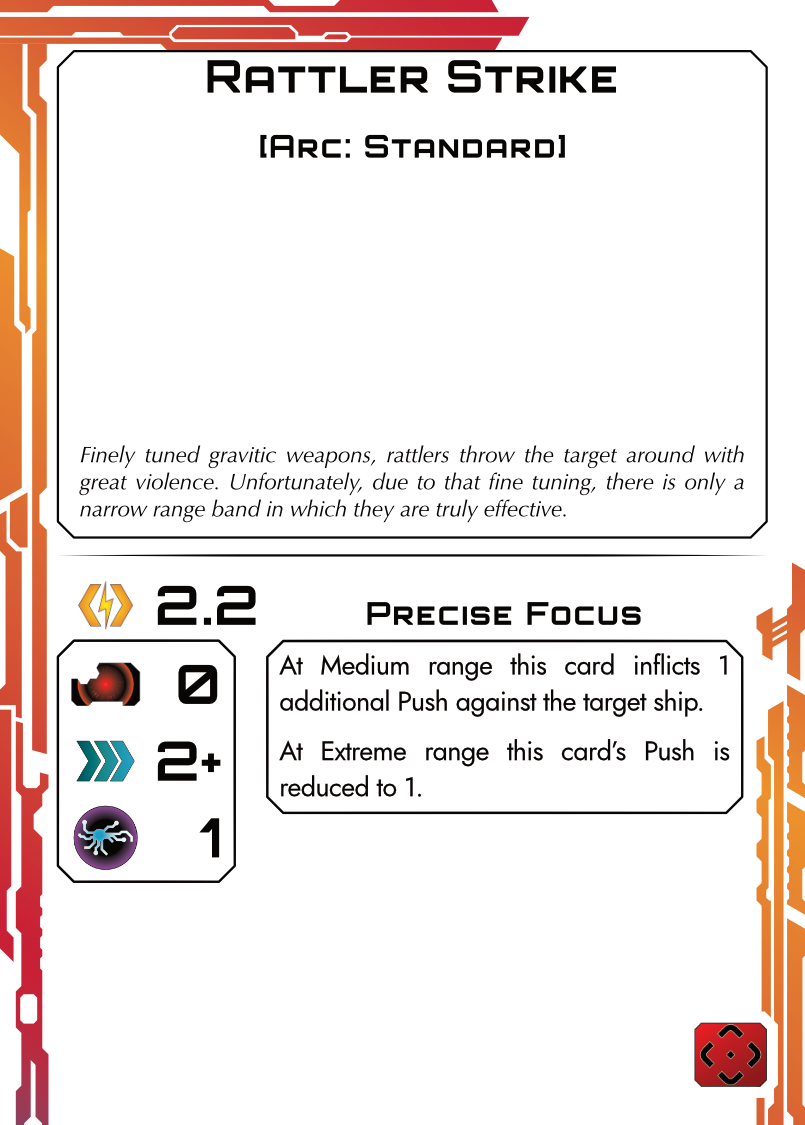 Rattler Strike
[Arc: Standard]
Finely tuned gravitic weapons, rattlers throw the target around with
great violence. Unfortunately, due to that fine tuning, there is only a
narrow range band in which they are truly effective.
2.2
Precise Focus
0
2+
1
At Medium range this card inflicts 1
additional Push against the target ship.
At Extreme range this card's Push is
reduced to 1.